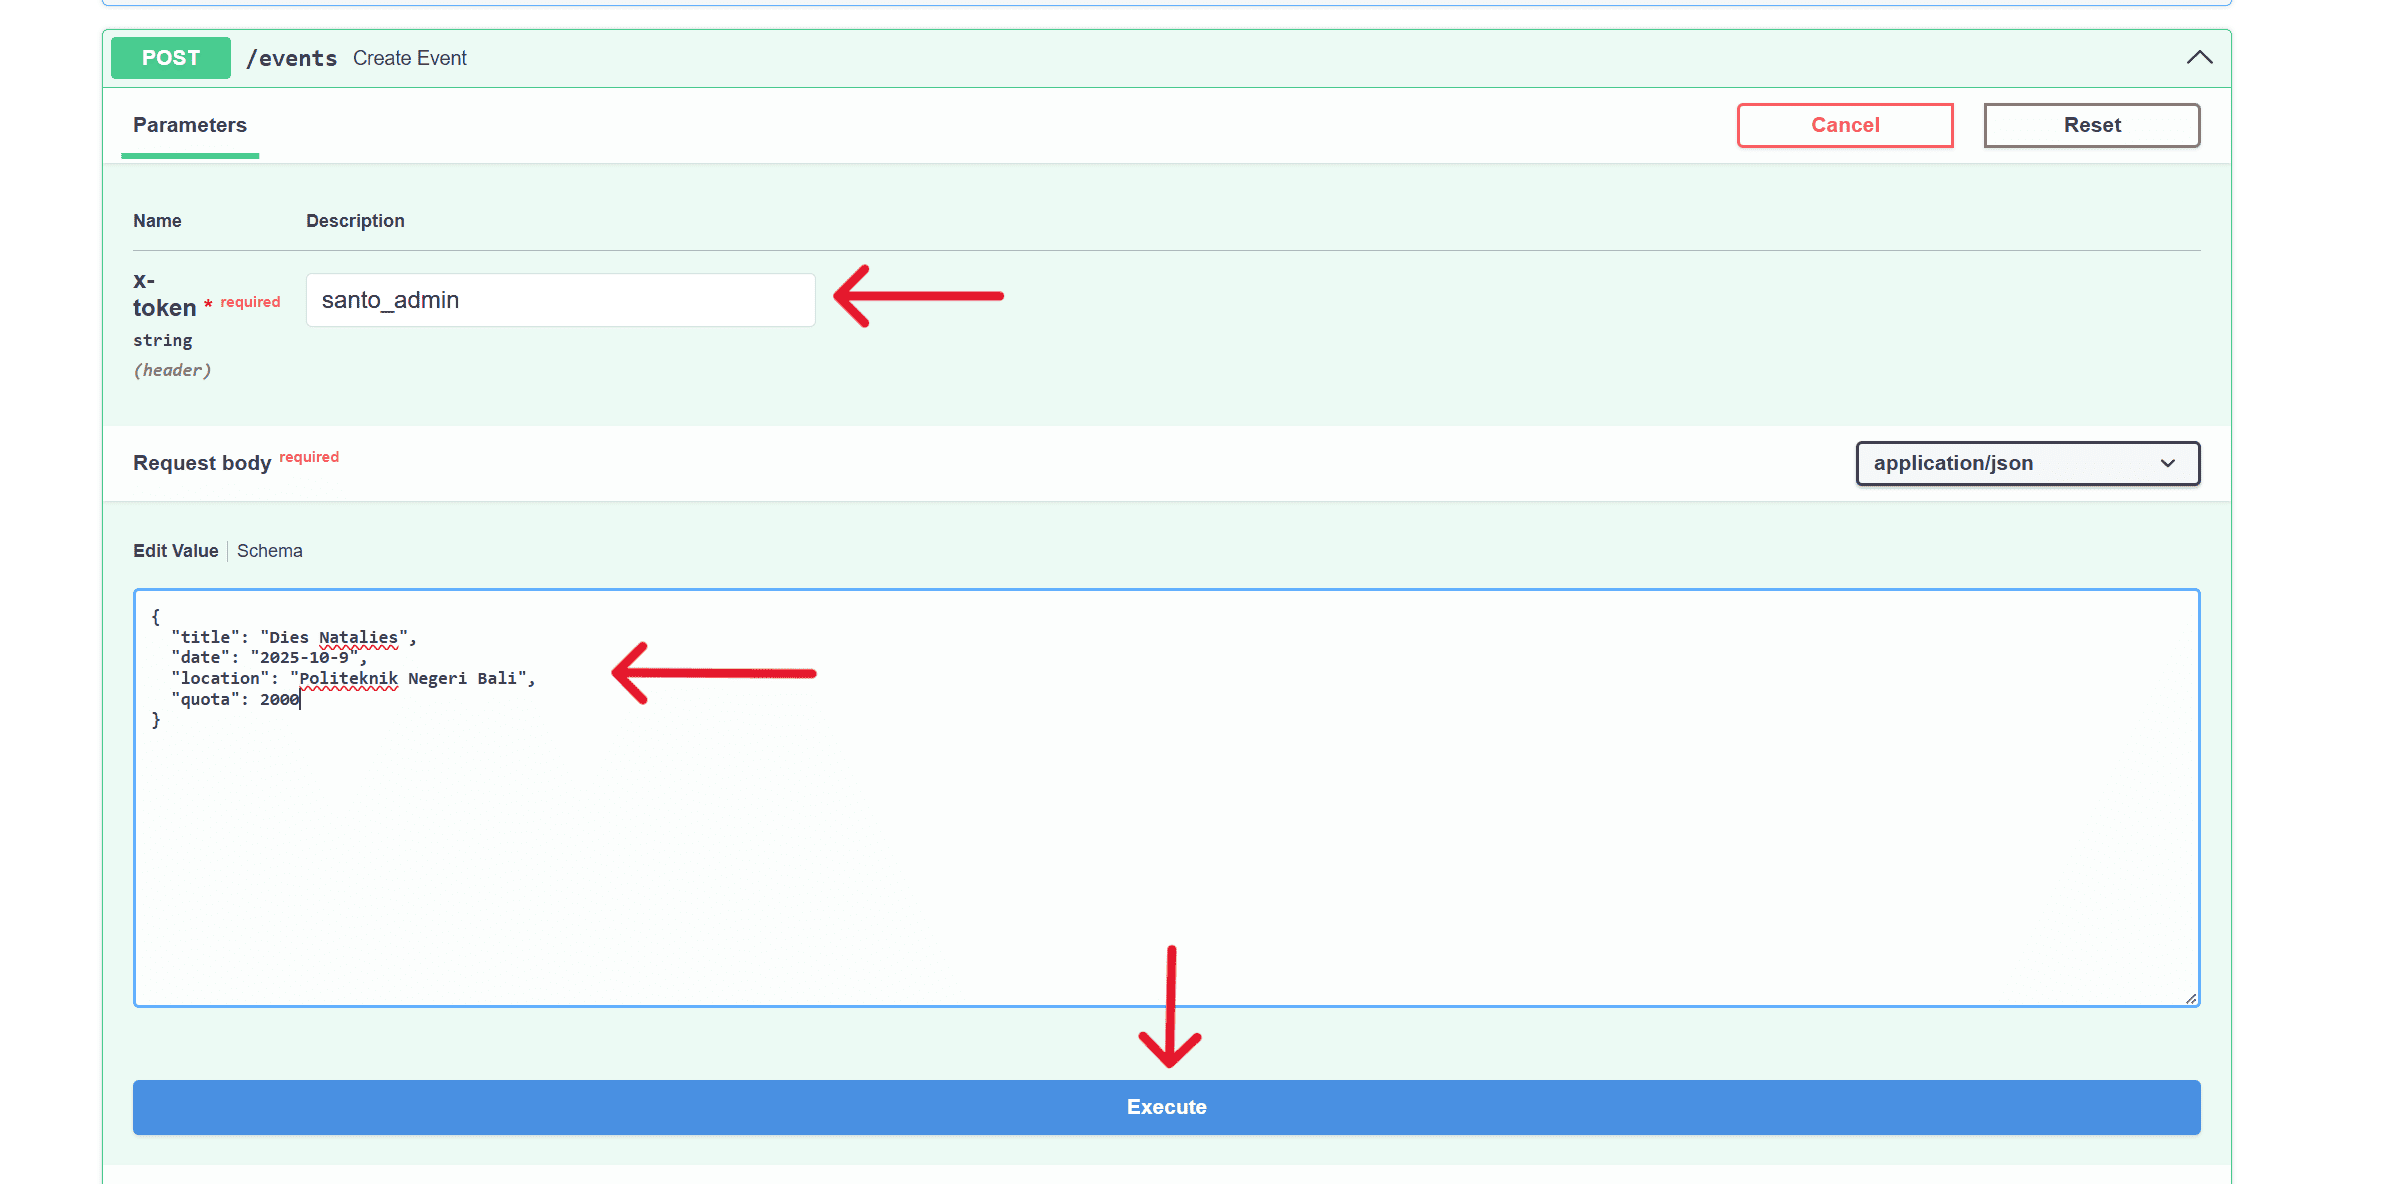 POST /events Create Event
Parameters
Cancel
Reset
Name Description
x-
token * required
string
(header)
santo_admin
Request body required
application/json
Edit Value | Schema
{
  "title": "Dies Natalies",
  "date": "2025-10-9",
  "location": "Politeknik Negeri Bali",
  "quota": 2000
}
Execute